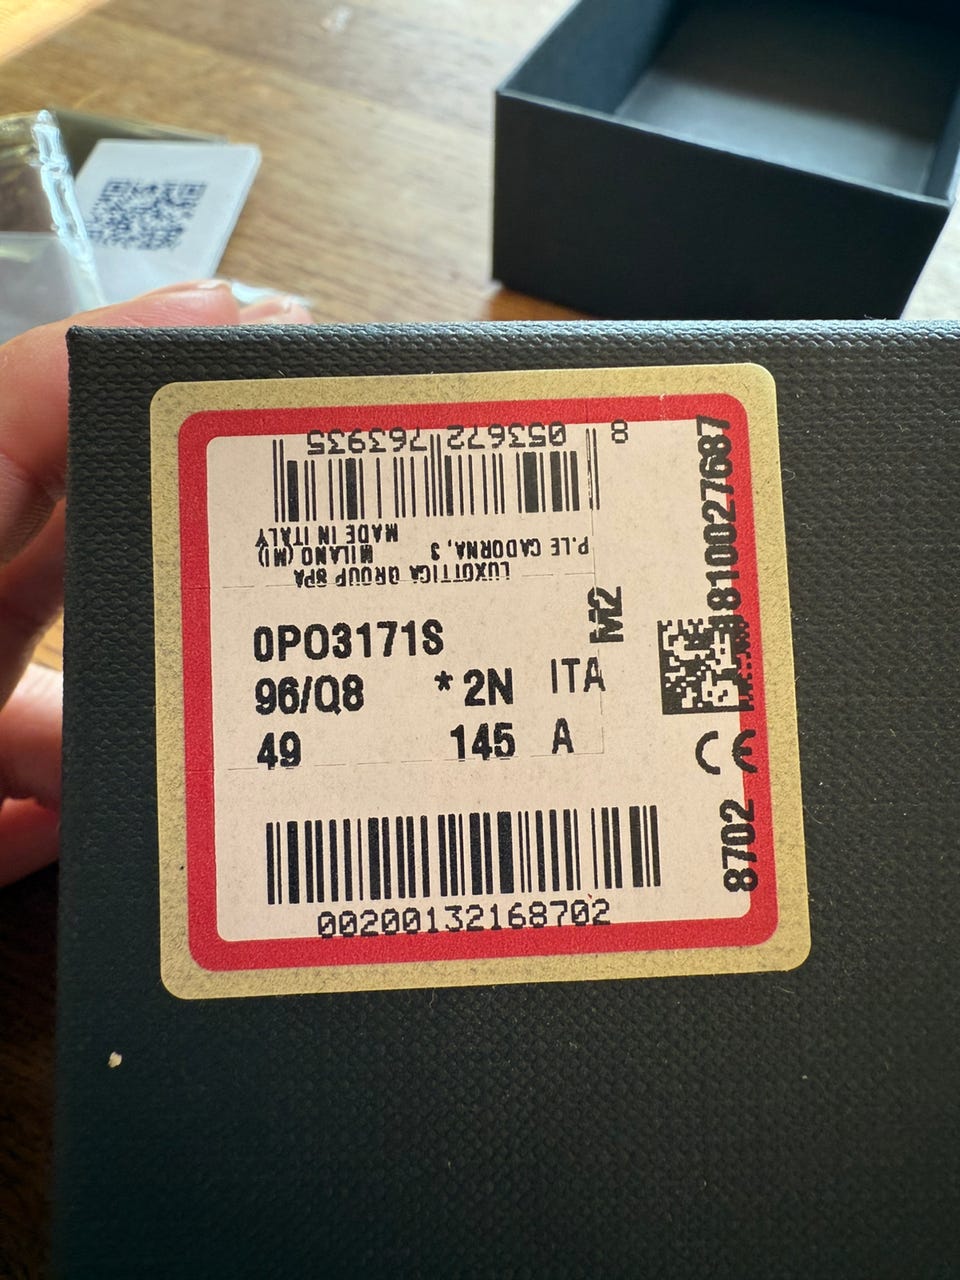 8 053672 763935
MADE IN ITALY
MILANO (MI)
P.LE CADORNA, 3
LUXOTTICA GROUP SPA
0PO3171S
96/Q8 * 2N ITA
49 145 A
M2
00200132168702
810027687
CE
8702